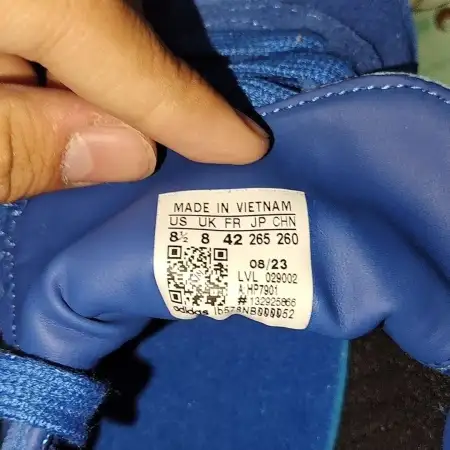 MADE IN VIETNAM
US UK FR JP CHN
8½ 8 42 265 260
08/23
LVL 029002
A.HP7901
# 132925866
adidas